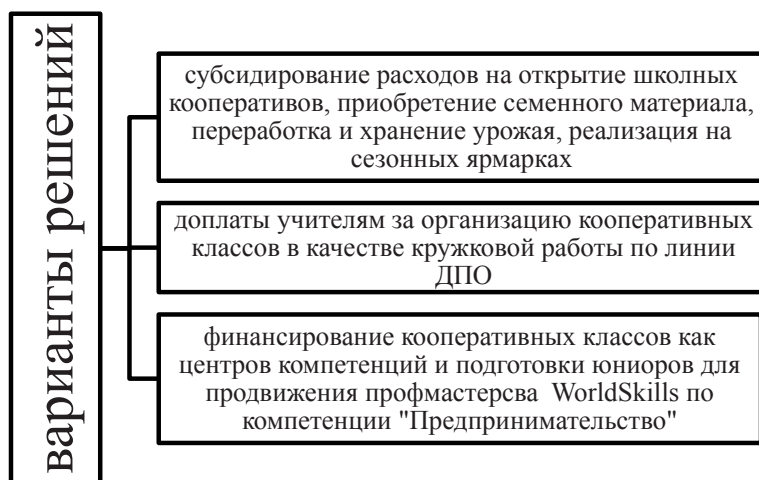 варианты решений
субсидирование расходов на открытие школных
кооперативов, приобретение семенного материала,
переработка и хранение урожая, реализация на
сезонных ярмарках
доплаты учителям за организацию кооперативных
классов в качестве кружковой работы по линии
ДПО
финансирование кооперативных классов как
центров компетенций и подготовки юниоров для
продвижения профмастерсва WorldSkills по
компетенции "Предпринимательство"